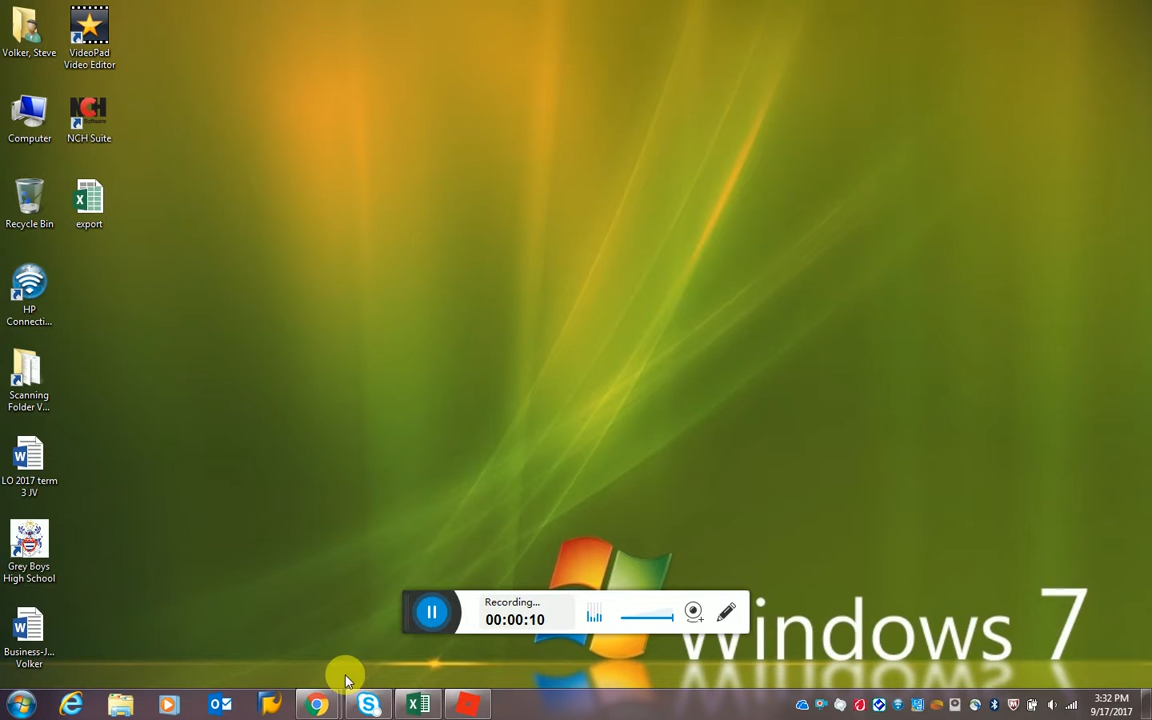 Volker, Steve
VideoPad
Video Editor
Computer
NCH Software
NCH Suite
Recycle Bin
export
HP
Connecti...
Scanning
Folder V...
LO 2017 term
3 JV
Grey Boys
High School
Business-J...
Volker
Recording...
00:00:10
Windows 7
3:32 PM
9/17/2017